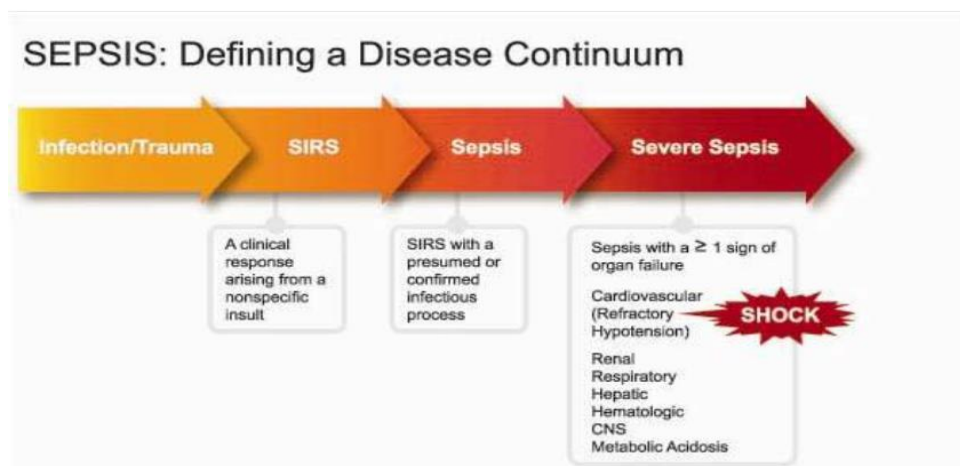 SEPSIS: Defining a Disease Continuum
Infection/Trauma
SIRS
Sepsis
Severe Sepsis
A clinical
response
arising from a
nonspecific
insult
SIRS with a
presumed or
confirmed
infectious
process
Sepsis with a ≥ 1 sign of
organ failure
Cardiovascular
(Refractory
Hypotension)
SHOCK
Renal
Respiratory
Hepatic
Hematologic
CNS
Metabolic Acidosis